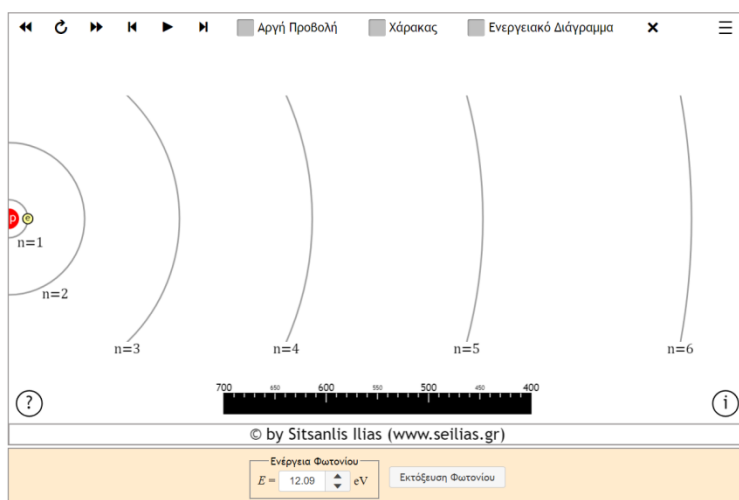 Αργή Προβολή Χάρακας Ενεργειακό Διάγραμμα
p e
n=1
n=2
n=3 n=4 n=5 n=6
700 650 600 550 500 450 400
? i
© by Sitsanlis Ilias (www.seilias.gr)
Ενέργεια Φωτονίου
E = 12.09 eV Εκτόξευση Φωτονίου